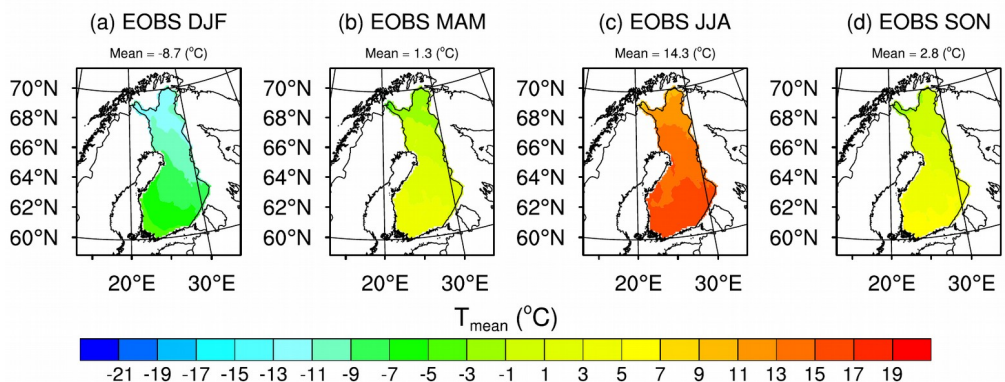 (a) EOBS DJF (b) EOBS MAM (c) EOBS JJA (d) EOBS SON
Mean = -8.7 (°C) Mean = 1.3 (°C) Mean = 14.3 (°C) Mean = 2.8 (°C)
70°N 70°N 70°N 70°N
68°N 68°N 68°N 68°N
66°N 66°N 66°N 66°N
64°N 64°N 64°N 64°N
62°N 62°N 62°N 62°N
60°N 60°N 60°N 60°N
20°E 30°E 20°E 30°E 20°E 30°E 20°E 30°E
Tmean (°C)
-21 -19 -17 -15 -13 -11 -9 -7 -5 -3 -1 1 3 5 7 9 11 13 15 17 19